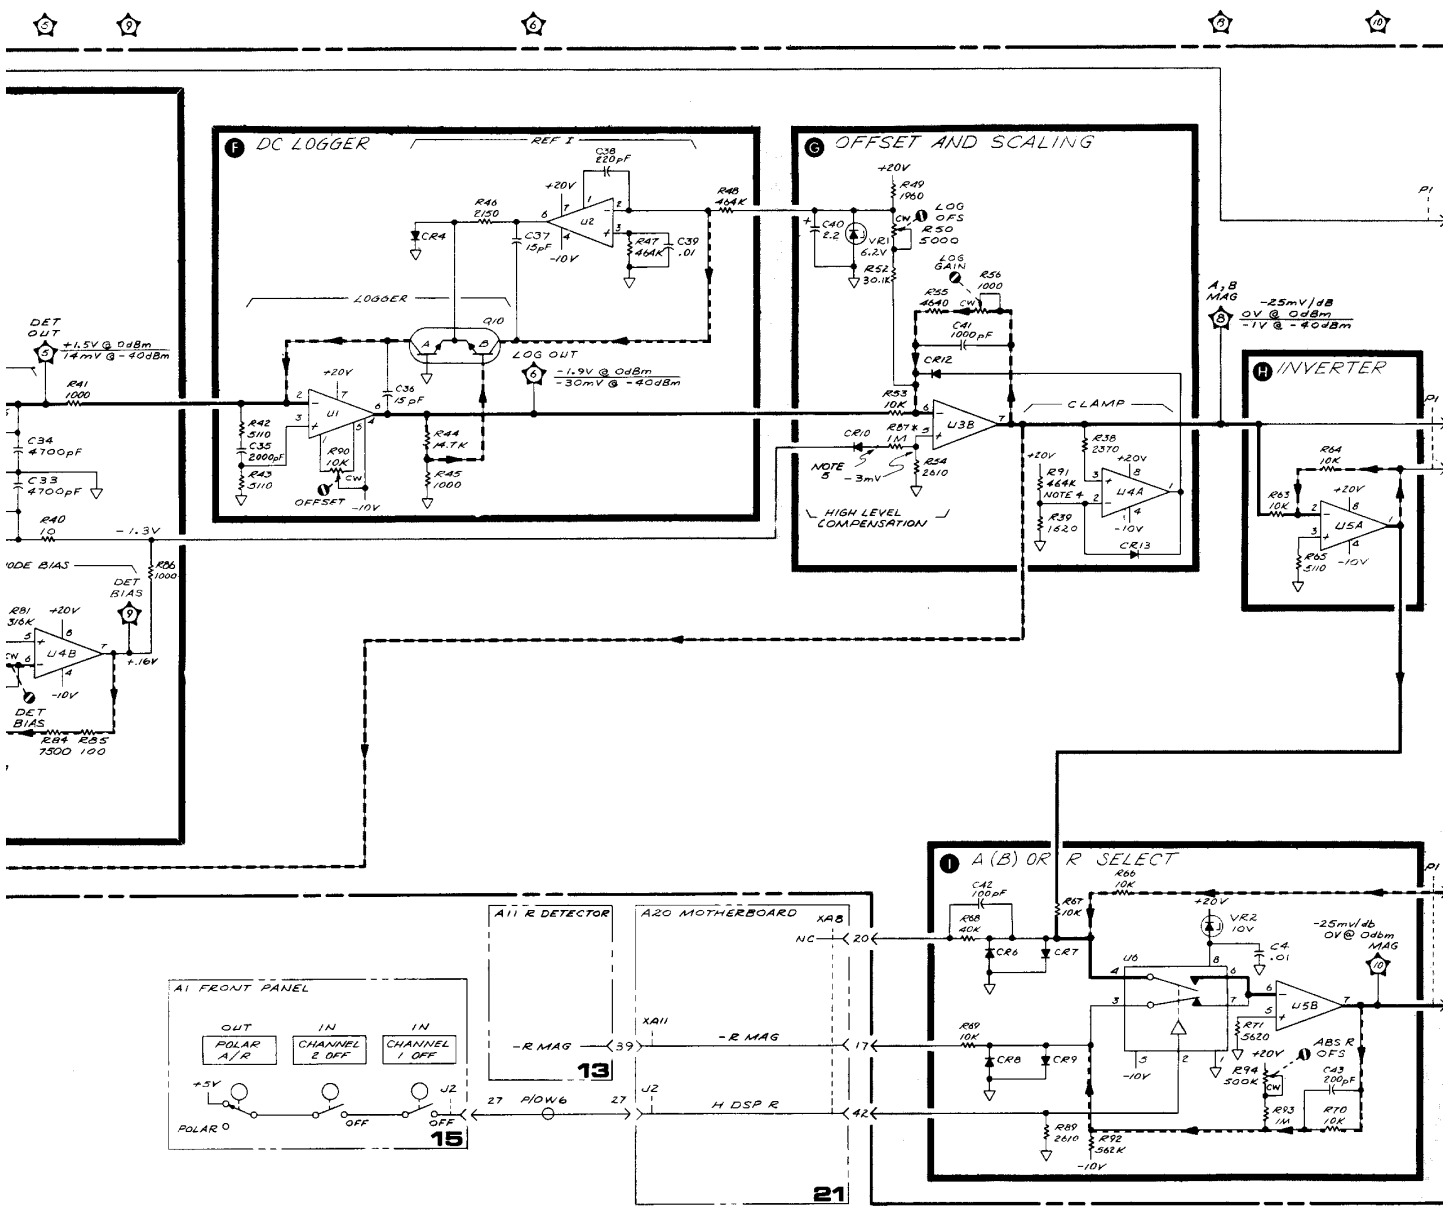 5
9
6
8
10
F DC LOGGER
REF I
C38
220pF
+20V
R46
2150
CR4
C37
15pF
6
7
1
2
U2
3
4
-10V
R47
464K
C39
.01
R48
464K
LOGGER
Q10
A
B
LOG OUT
6
-1.9V @ 0dBm
-30mV @ -40dBm
DET
OUT
5
+1.5V @ 0dBm
14mV @ -40dBm
R41
1000
R42
5110
C35
2000pF
R43
5110
+20V
2
7
U1
6
3
1
5
4
R90
10K
CW
OFFSET
-10V
C36
15pF
R44
14.7K
R45
1000
C34
4700pF
C33
4700pF
R40
10
-1.3V
ODE BIAS
R86
1000
DET
BIAS
9
R81
316K
+20V
5
8
U4B
7
6
4
CW
-10V
+.16V
DET
BIAS
R84
7500
R85
100
G OFFSET AND SCALING
+20V
R49
1960
LOG
OFS
CW
R50
5000
C40
2.2
VR1
6.2V
R52
30.1K
LOG
GAIN
R56
1000
R55
4640
CW
C41
1000pF
CR12
R53
10K
6
U3B
7
5
CR10
R87*
1M
NOTE
5
-3mV
R54
2610
HIGH LEVEL
COMPENSATION
CLAMP
R38
2370
+20V
R91
464K
NOTE 4
R39
1620
+20V
3
8
U4A
1
2
4
-10V
CR13
A,B
MAG
8
-25mV/dB
0V @ 0dBm
-1V @ -40dBm
P1
H INVERTER
P1
R64
10K
R63
10K
+20V
2
8
U5A
1
3
4
-10V
R65
5110
I A(B) OR R SELECT
C42
100pF
R68
40K
R67
10K
R66
10K
CR6
CR7
+20V
VR2
10V
C4
.01
-25mV/db
0V @ 0dbm
MAG
10
P1
U6
4
8
6
3
7
5
2
1
-10V
6
U5B
7
5
R71
5620
+20V
ABS R
OFS
R94
500K
CW
C43
200pF
R93
1M
R70
10K
R69
10K
CR8
CR9
R89
2610
R92
562K
-10V
A11 R DETECTOR
-R MAG
39
13
A20 MOTHERBOARD
XA8
NC
20
XA11
-R MAG
17
J2
H DSP R
42
21
A1 FRONT PANEL
OUT
POLAR
A/R
IN
CHANNEL
2 OFF
IN
CHANNEL
1 OFF
+5V
POLAR
OFF
OFF
J2
15
27
P/O W6
27